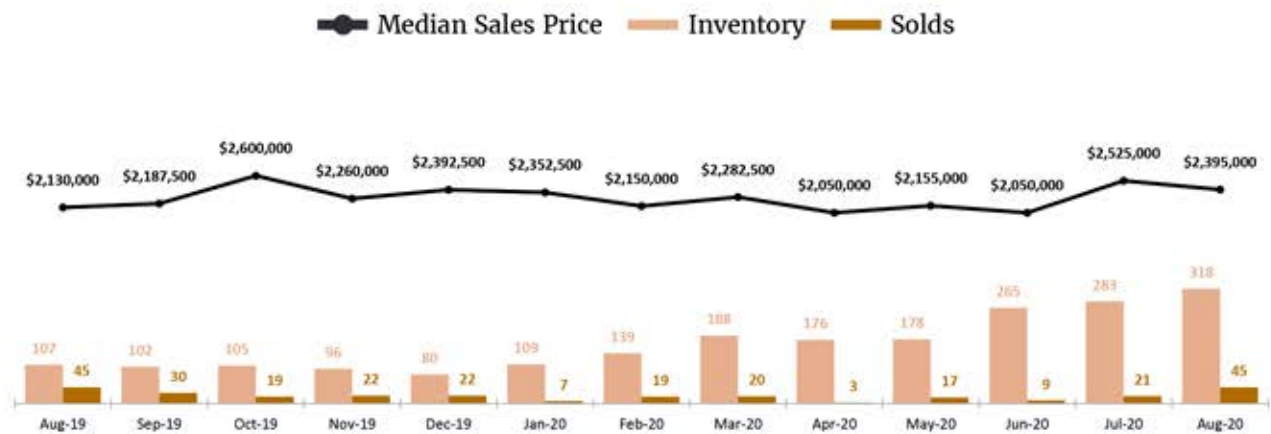 Median Sales Price Inventory Solds
$2,130,000 $2,187,500 $2,600,000 $2,260,000 $2,392,500 $2,352,500 $2,150,000 $2,282,500 $2,050,000 $2,155,000 $2,050,000 $2,525,000 $2,395,000
107 102 105 96 80 109 139 188 176 178 265 283 318
45 30 19 22 22 7 19 20 3 17 9 21 45
Aug-19 Sep-19 Oct-19 Nov-19 Dec-19 Jan-20 Feb-20 Mar-20 Apr-20 May-20 Jun-20 Jul-20 Aug-20